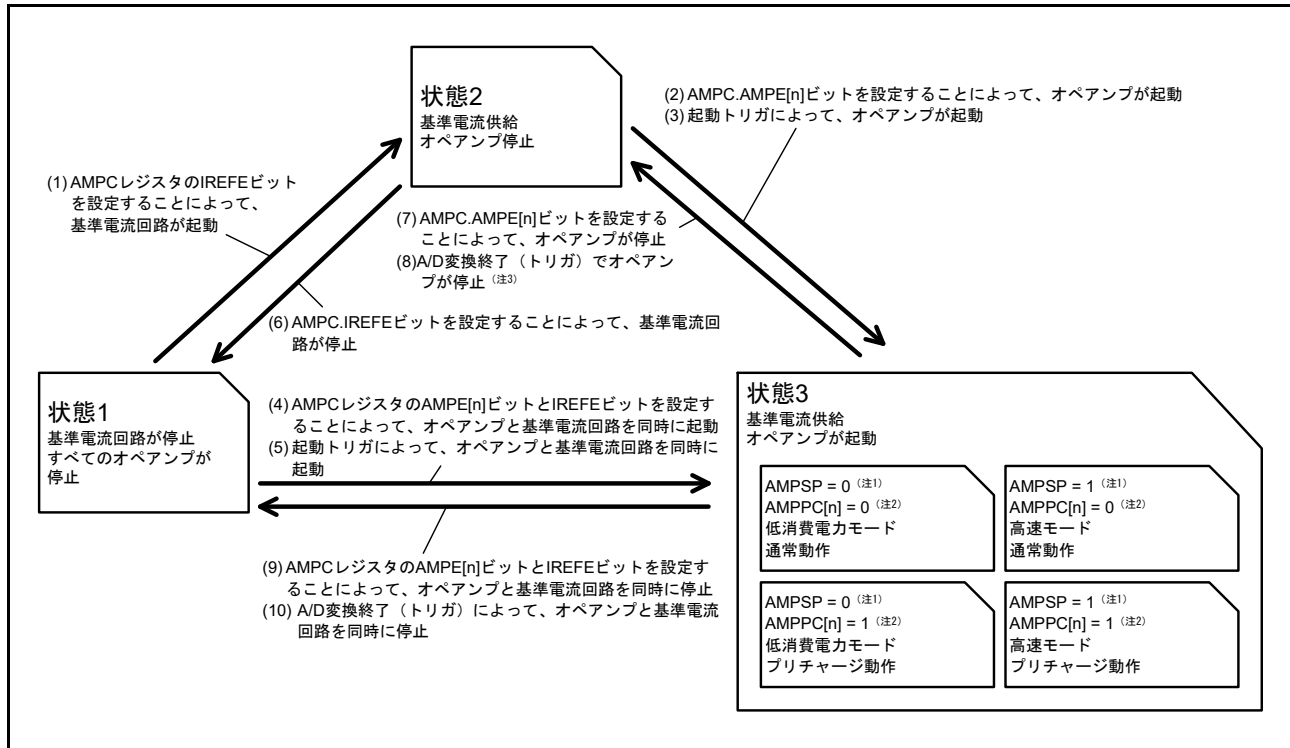 状態2
基準電流供給
オペアンプ停止
(2) AMPC.AMPE[n]ビットを設定することによって、オペアンプが起動
(3) 起動トリガによって、オペアンプが起動
(1) AMPCレジスタのIREFEビット
を設定することによって、
基準電流回路が起動
(7) AMPC.AMPE[n]ビットを設定する
ことによって、オペアンプが停止
(8)A/D変換終了（トリガ）でオペアン
プが停止（注3）
(6) AMPC.IREFEビットを設定することによって、基準電流回
路が停止
状態1
基準電流回路が停止
すべてのオペアンプが
停止
(4) AMPCレジスタのAMPE[n]ビットとIREFEビットを設定す
ることによって、オペアンプと基準電流回路を同時に起動
(5) 起動トリガによって、オペアンプと基準電流回路を同時に
起動
(9) AMPCレジスタのAMPE[n]ビットとIREFEビットを設定す
ることによって、オペアンプと基準電流回路を同時に停止
(10) A/D変換終了（トリガ）によって、オペアンプと基準電流
回路を同時に停止
状態3
基準電流供給
オペアンプが起動
AMPSP = 0（注1）
AMPPC[n] = 0（注2）
低消費電力モード
通常動作
AMPSP = 1（注1）
AMPPC[n] = 0（注2）
高速モード
通常動作
AMPSP = 0（注1）
AMPPC[n] = 1（注2）
低消費電力モード
プリチャージ動作
AMPSP = 1（注1）
AMPPC[n] = 1（注2）
高速モード
プリチャージ動作